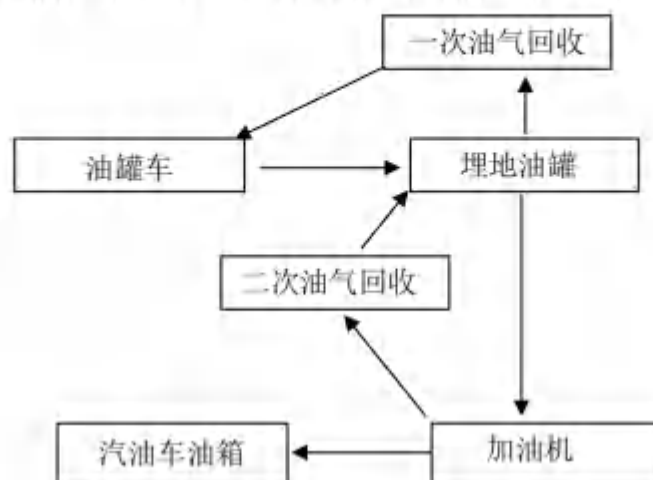 一次油气回收
油罐车
埋地油罐
二次油气回收
汽油车油箱
加油机